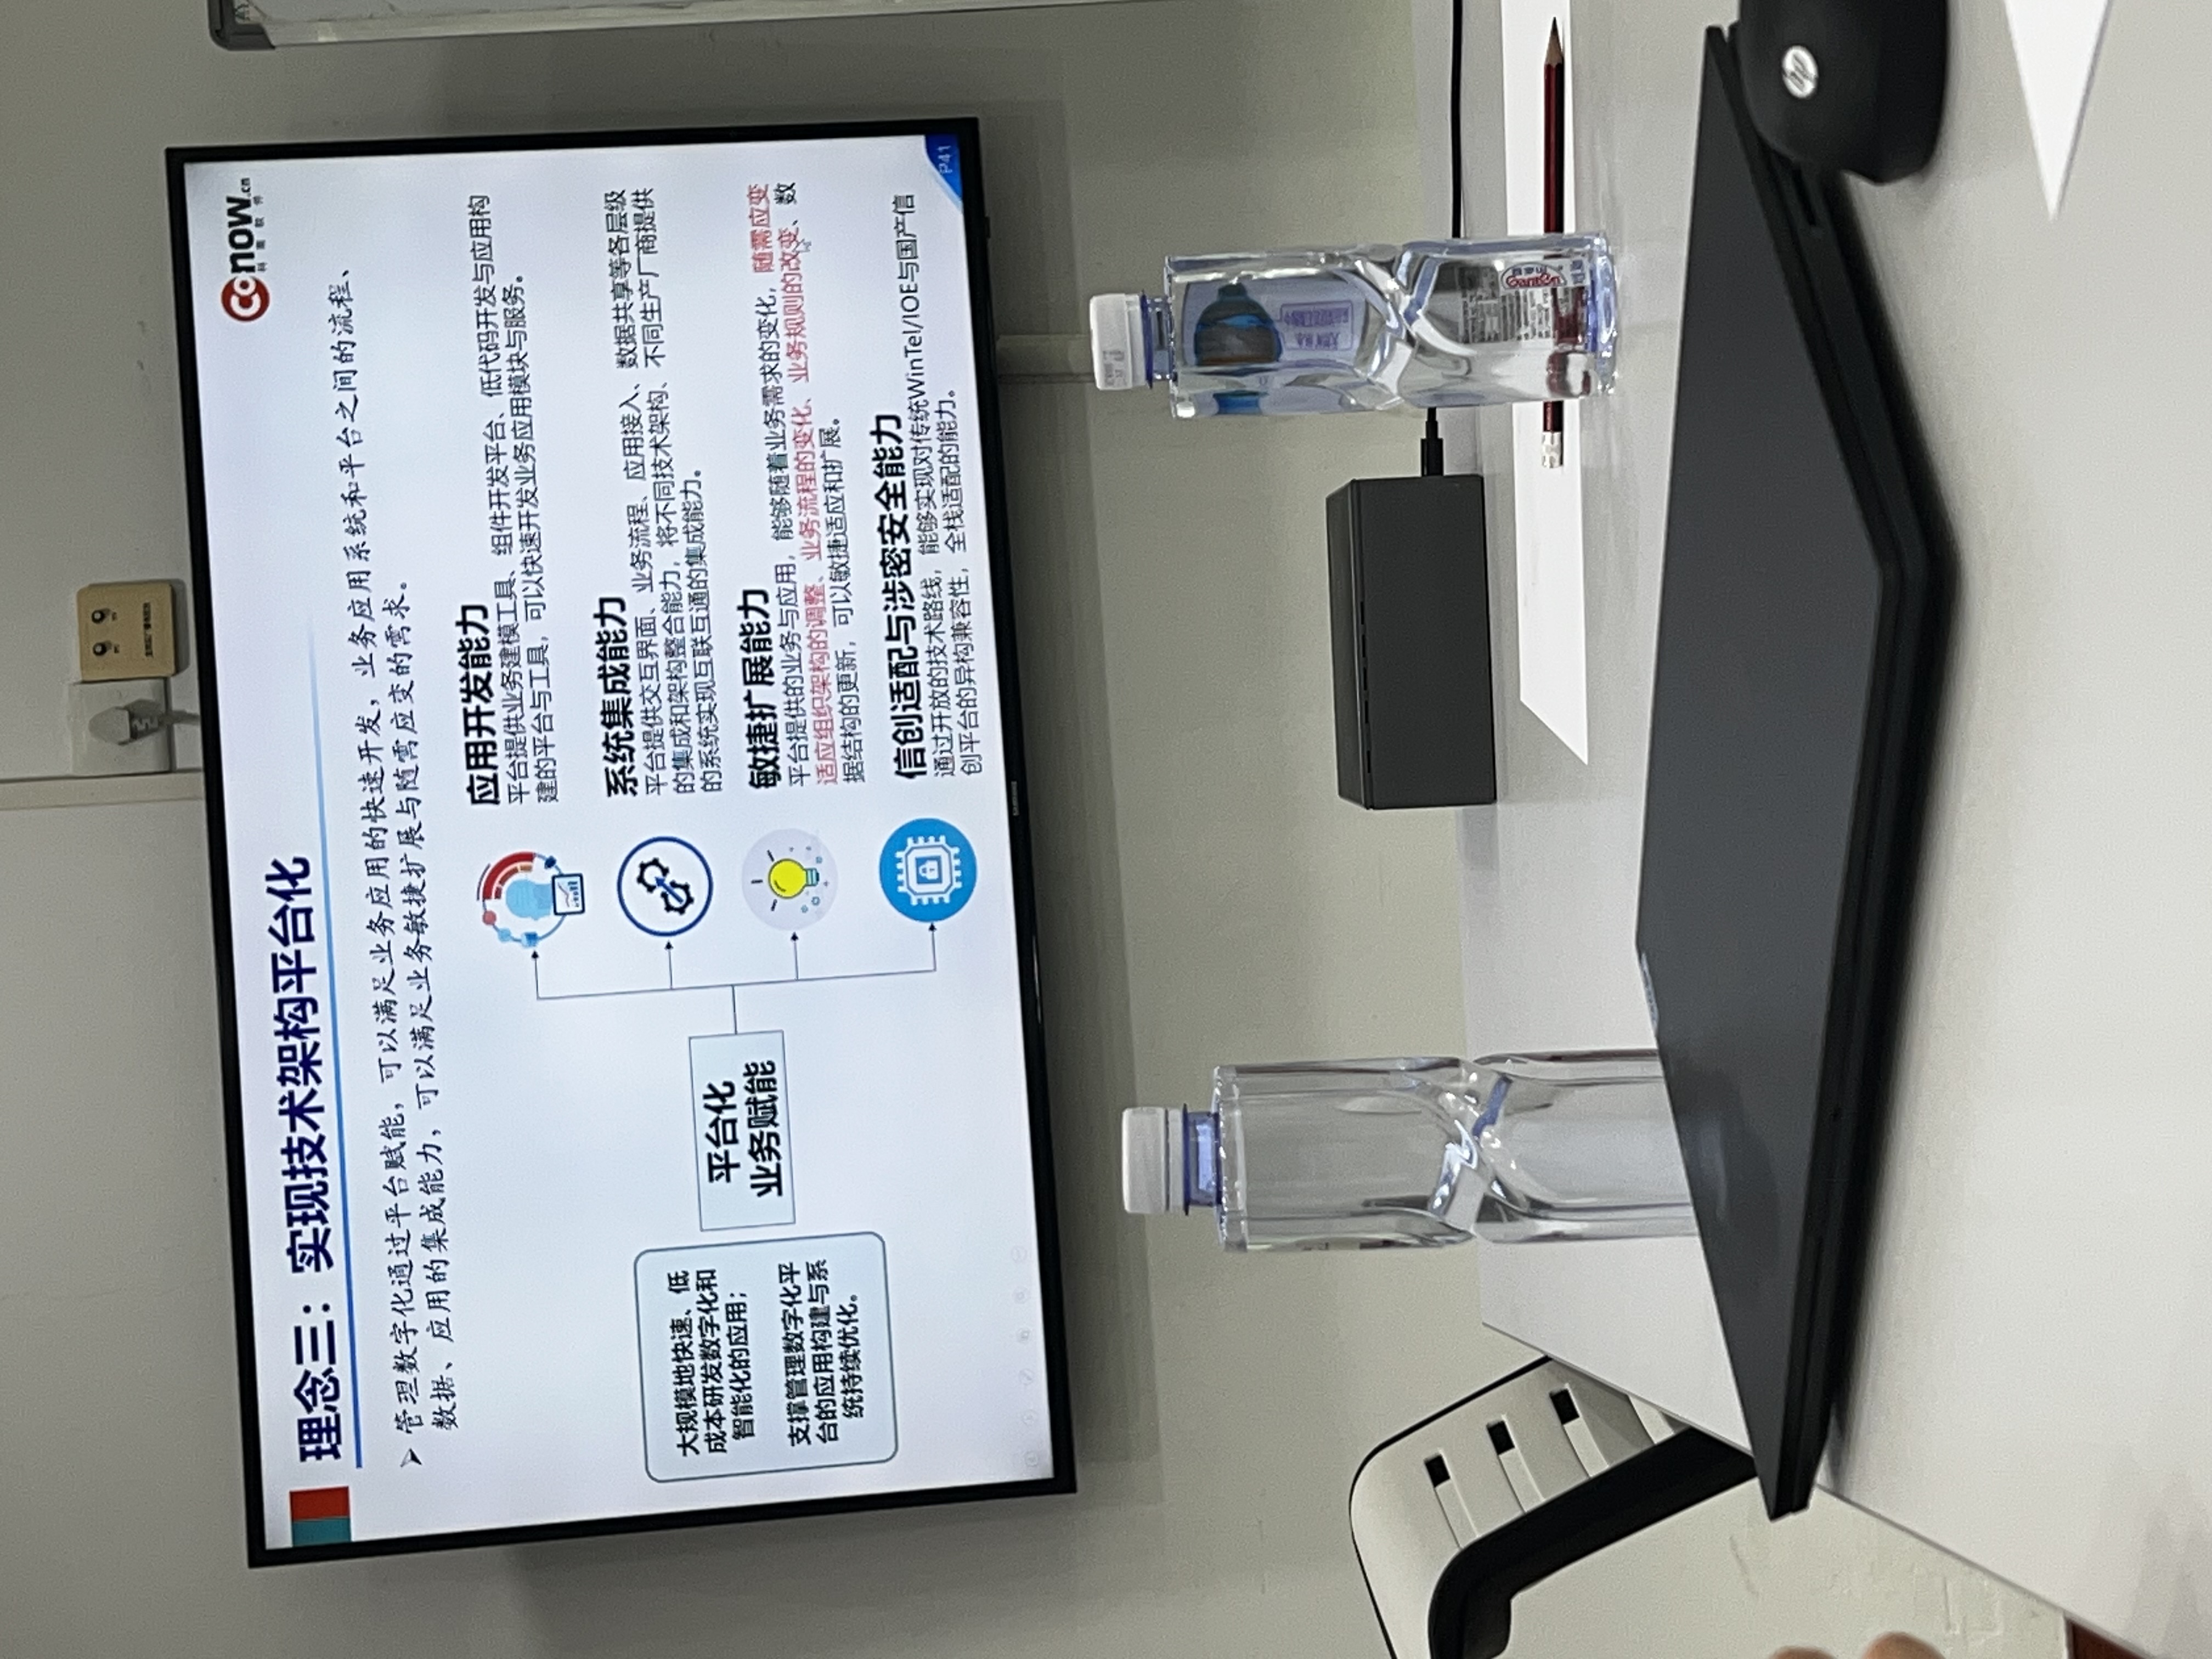 Conow.cn
科南软件
理念三：实现技术架构平台化
➢ 管理数字化通过平台赋能，可以满足业务应用的快速开发，业务应用系统和平台之间的流程、
数据、应用的集成能力，可以满足业务敏捷扩展与随需应变的需求。
大规模地快速、低
成本研发数字化和
智能化的应用；
支撑管理数字化平
台的应用构建与系
统持续优化。
平台化
业务赋能
应用开发能力
平台提供业务建模工具、组件开发平台、低代码开发与应用构
建的平台与工具，可以快速开发业务应用模块与服务。
系统集成能力
平台提供交互界面、业务流程、应用接入、数据共享等各层级
的集成和架构整合能力，将不同技术架构、不同生产厂商提供
的系统实现互联互通的集成能力。
敏捷扩展能力
平台提供的业务与应用，能够随着业务需求的变化，随需应变
适应组织架构的调整、业务流程的变化、业务规则的改变、数
据结构的更新，可以敏捷适应和扩展。
信创适配与涉密安全能力
通过开放的技术路线，能够实现对传统WinTel/IOE与国产信
创平台的异构兼容性，全栈适配的能力。
P41
SAMSUNG
hp